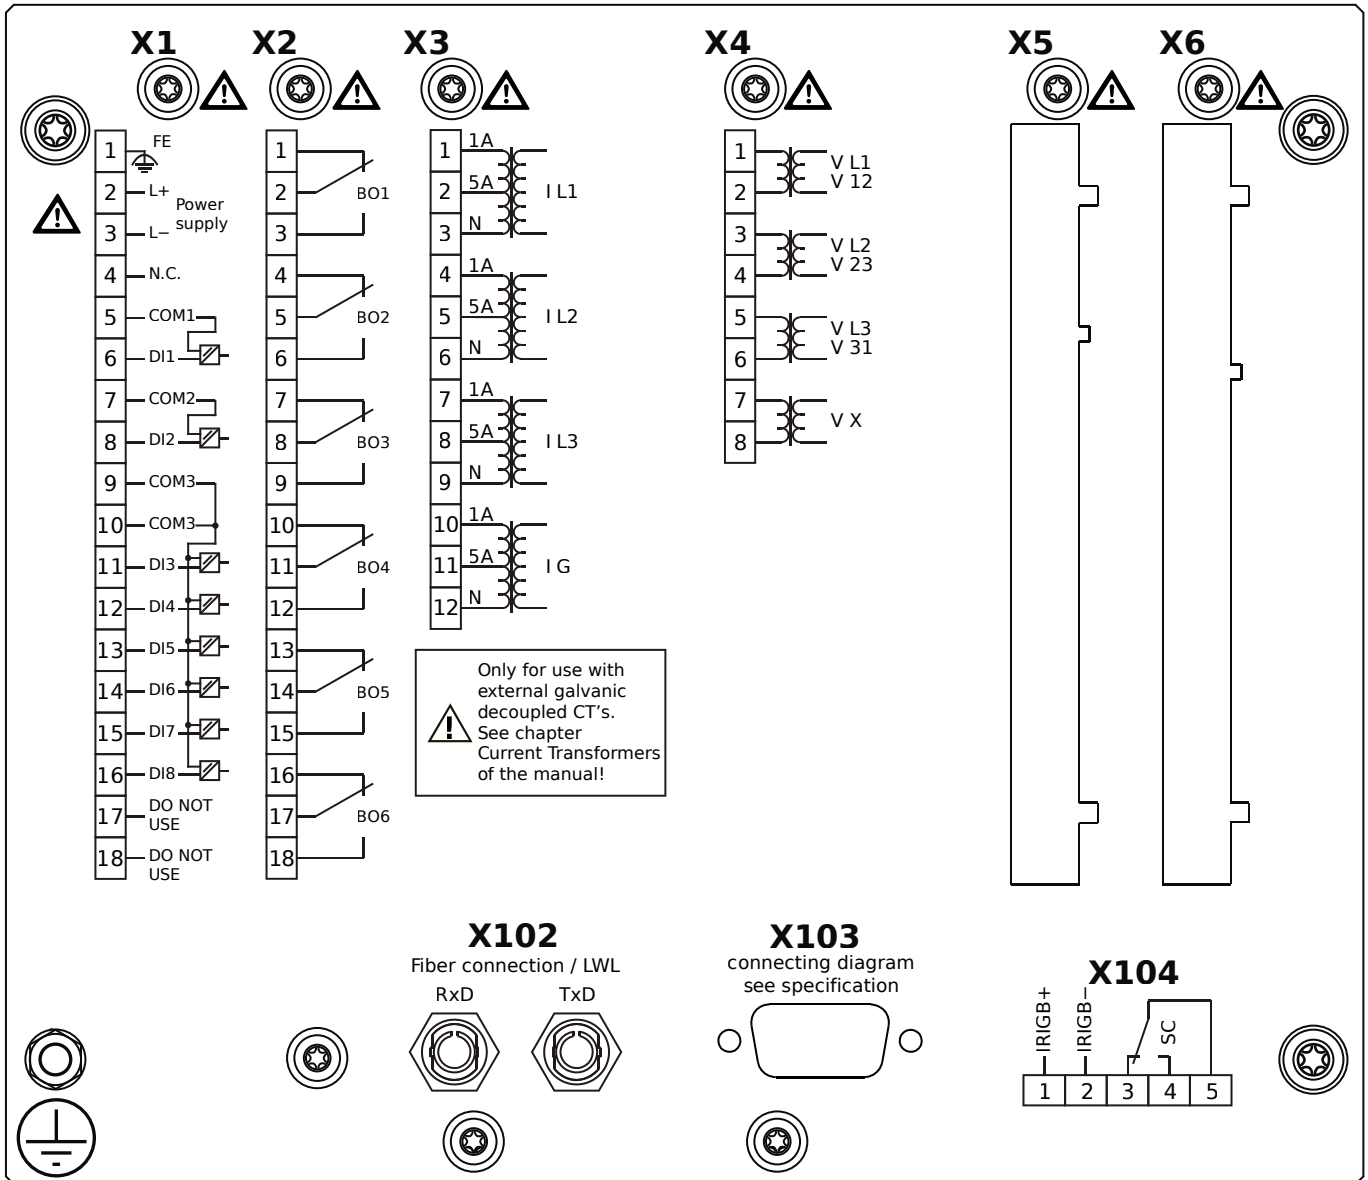 X1
X2
X3
X4
X5
X6
1
FE
2
L+
Power
supply
3
L−
4
N.C.
5
COM1
6
DI1
7
COM2
8
DI2
9
COM3
10
COM3
11
DI3
12
DI4
13
DI5
14
DI6
15
DI7
16
DI8
17
DO NOT
USE
18
DO NOT
USE
1
2
BO1
3
4
5
BO2
6
7
8
BO3
9
10
11
BO4
12
13
14
BO5
15
16
17
BO6
18
1
1A
2
5A
I L1
3
N
4
1A
5
5A
I L2
6
N
7
1A
8
5A
I L3
9
N
10
1A
11
5A
I G
12
N
Only for use with
external galvanic
decoupled CT's.
See chapter
Current Transformers
of the manual!
1
V L1
2
V 12
3
V L2
4
V 23
5
V L3
6
V 31
7
V X
8
X102
Fiber connection / LWL
RxD
TxD
X103
connecting diagram
see specification
X104
IRIGB+
IRIGB−
SC
1
2
3
4
5